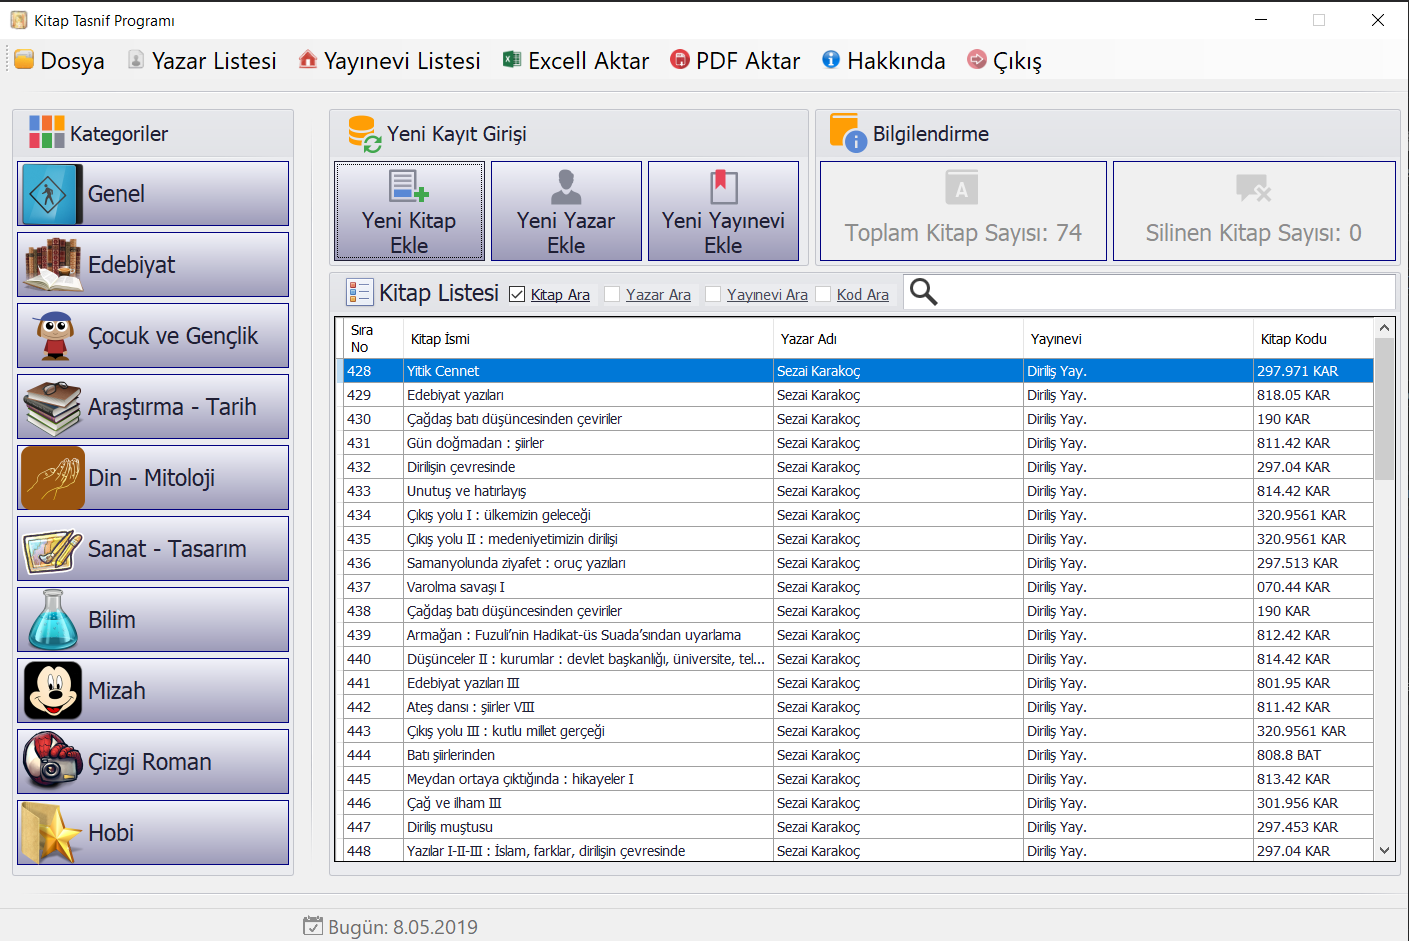 Kitap Tasnif Programı
Dosya Yazar Listesi Yayınevi Listesi Excell Aktar PDF Aktar Hakkında Çıkış
Kategoriler
Genel
Edebiyat
Çocuk ve Gençlik
Araştırma - Tarih
Din - Mitoloji
Sanat - Tasarım
Bilim
Mizah
Çizgi Roman
Hobi
Yeni Kayıt Girişi
Yeni Kitap
Ekle
Yeni Yazar
Ekle
Yeni Yayınevi
Ekle
Bilgilendirme
Toplam Kitap Sayısı: 74
Silinen Kitap Sayısı: 0
Kitap Listesi Kitap Ara Yazar Ara Yayınevi Ara Kod Ara
Sıra
No Kitap İsmi Yazar Adı Yayınevi Kitap Kodu
428 Yitik Cennet Sezai Karakoç Diriliş Yay. 297.971 KAR
429 Edebiyat yazıları Sezai Karakoç Diriliş Yay. 818.05 KAR
430 Çağdaş batı düşüncesinden çeviriler Sezai Karakoç Diriliş Yay. 190 KAR
431 Gün doğmadan : şiirler Sezai Karakoç Diriliş Yay. 811.42 KAR
432 Dirilişin çevresinde Sezai Karakoç Diriliş Yay. 297.04 KAR
433 Unutuş ve hatırlayış Sezai Karakoç Diriliş Yay. 814.42 KAR
434 Çıkış yolu I : ülkemizin geleceği Sezai Karakoç Diriliş Yay. 320.9561 KAR
435 Çıkış yolu II : medeniyetimizin dirilişi Sezai Karakoç Diriliş Yay. 320.9561 KAR
436 Samanyolunda ziyafet : oruç yazıları Sezai Karakoç Diriliş Yay. 297.513 KAR
437 Varolma savaşı I Sezai Karakoç Diriliş Yay. 070.44 KAR
438 Çağdaş batı düşüncesinden çeviriler Sezai Karakoç Diriliş Yay. 190 KAR
439 Armağan : Fuzuli’nin Hadikat-üs Suada’sından uyarlama Sezai Karakoç Diriliş Yay. 812.42 KAR
440 Düşünceler II : kurumlar : devlet başkanlığı, üniversite, tel... Sezai Karakoç Diriliş Yay. 814.42 KAR
441 Edebiyat yazıları III Sezai Karakoç Diriliş Yay. 801.95 KAR
442 Ateş dansı : şiirler VIII Sezai Karakoç Diriliş Yay. 811.42 KAR
443 Çıkış yolu III : kutlu millet gerçeği Sezai Karakoç Diriliş Yay. 320.9561 KAR
444 Batı şiirlerinden Sezai Karakoç Diriliş Yay. 808.8 BAT
445 Meydan ortaya çıktığında : hikayeler I Sezai Karakoç Diriliş Yay. 813.42 KAR
446 Çağ ve ilham III Sezai Karakoç Diriliş Yay. 301.956 KAR
447 Diriliş muştusu Sezai Karakoç Diriliş Yay. 297.453 KAR
448 Yazılar I-II-III : İslam, farklar, dirilişin çevresinde Sezai Karakoç Diriliş Yay. 297.04 KAR
Bugün: 8.05.2019